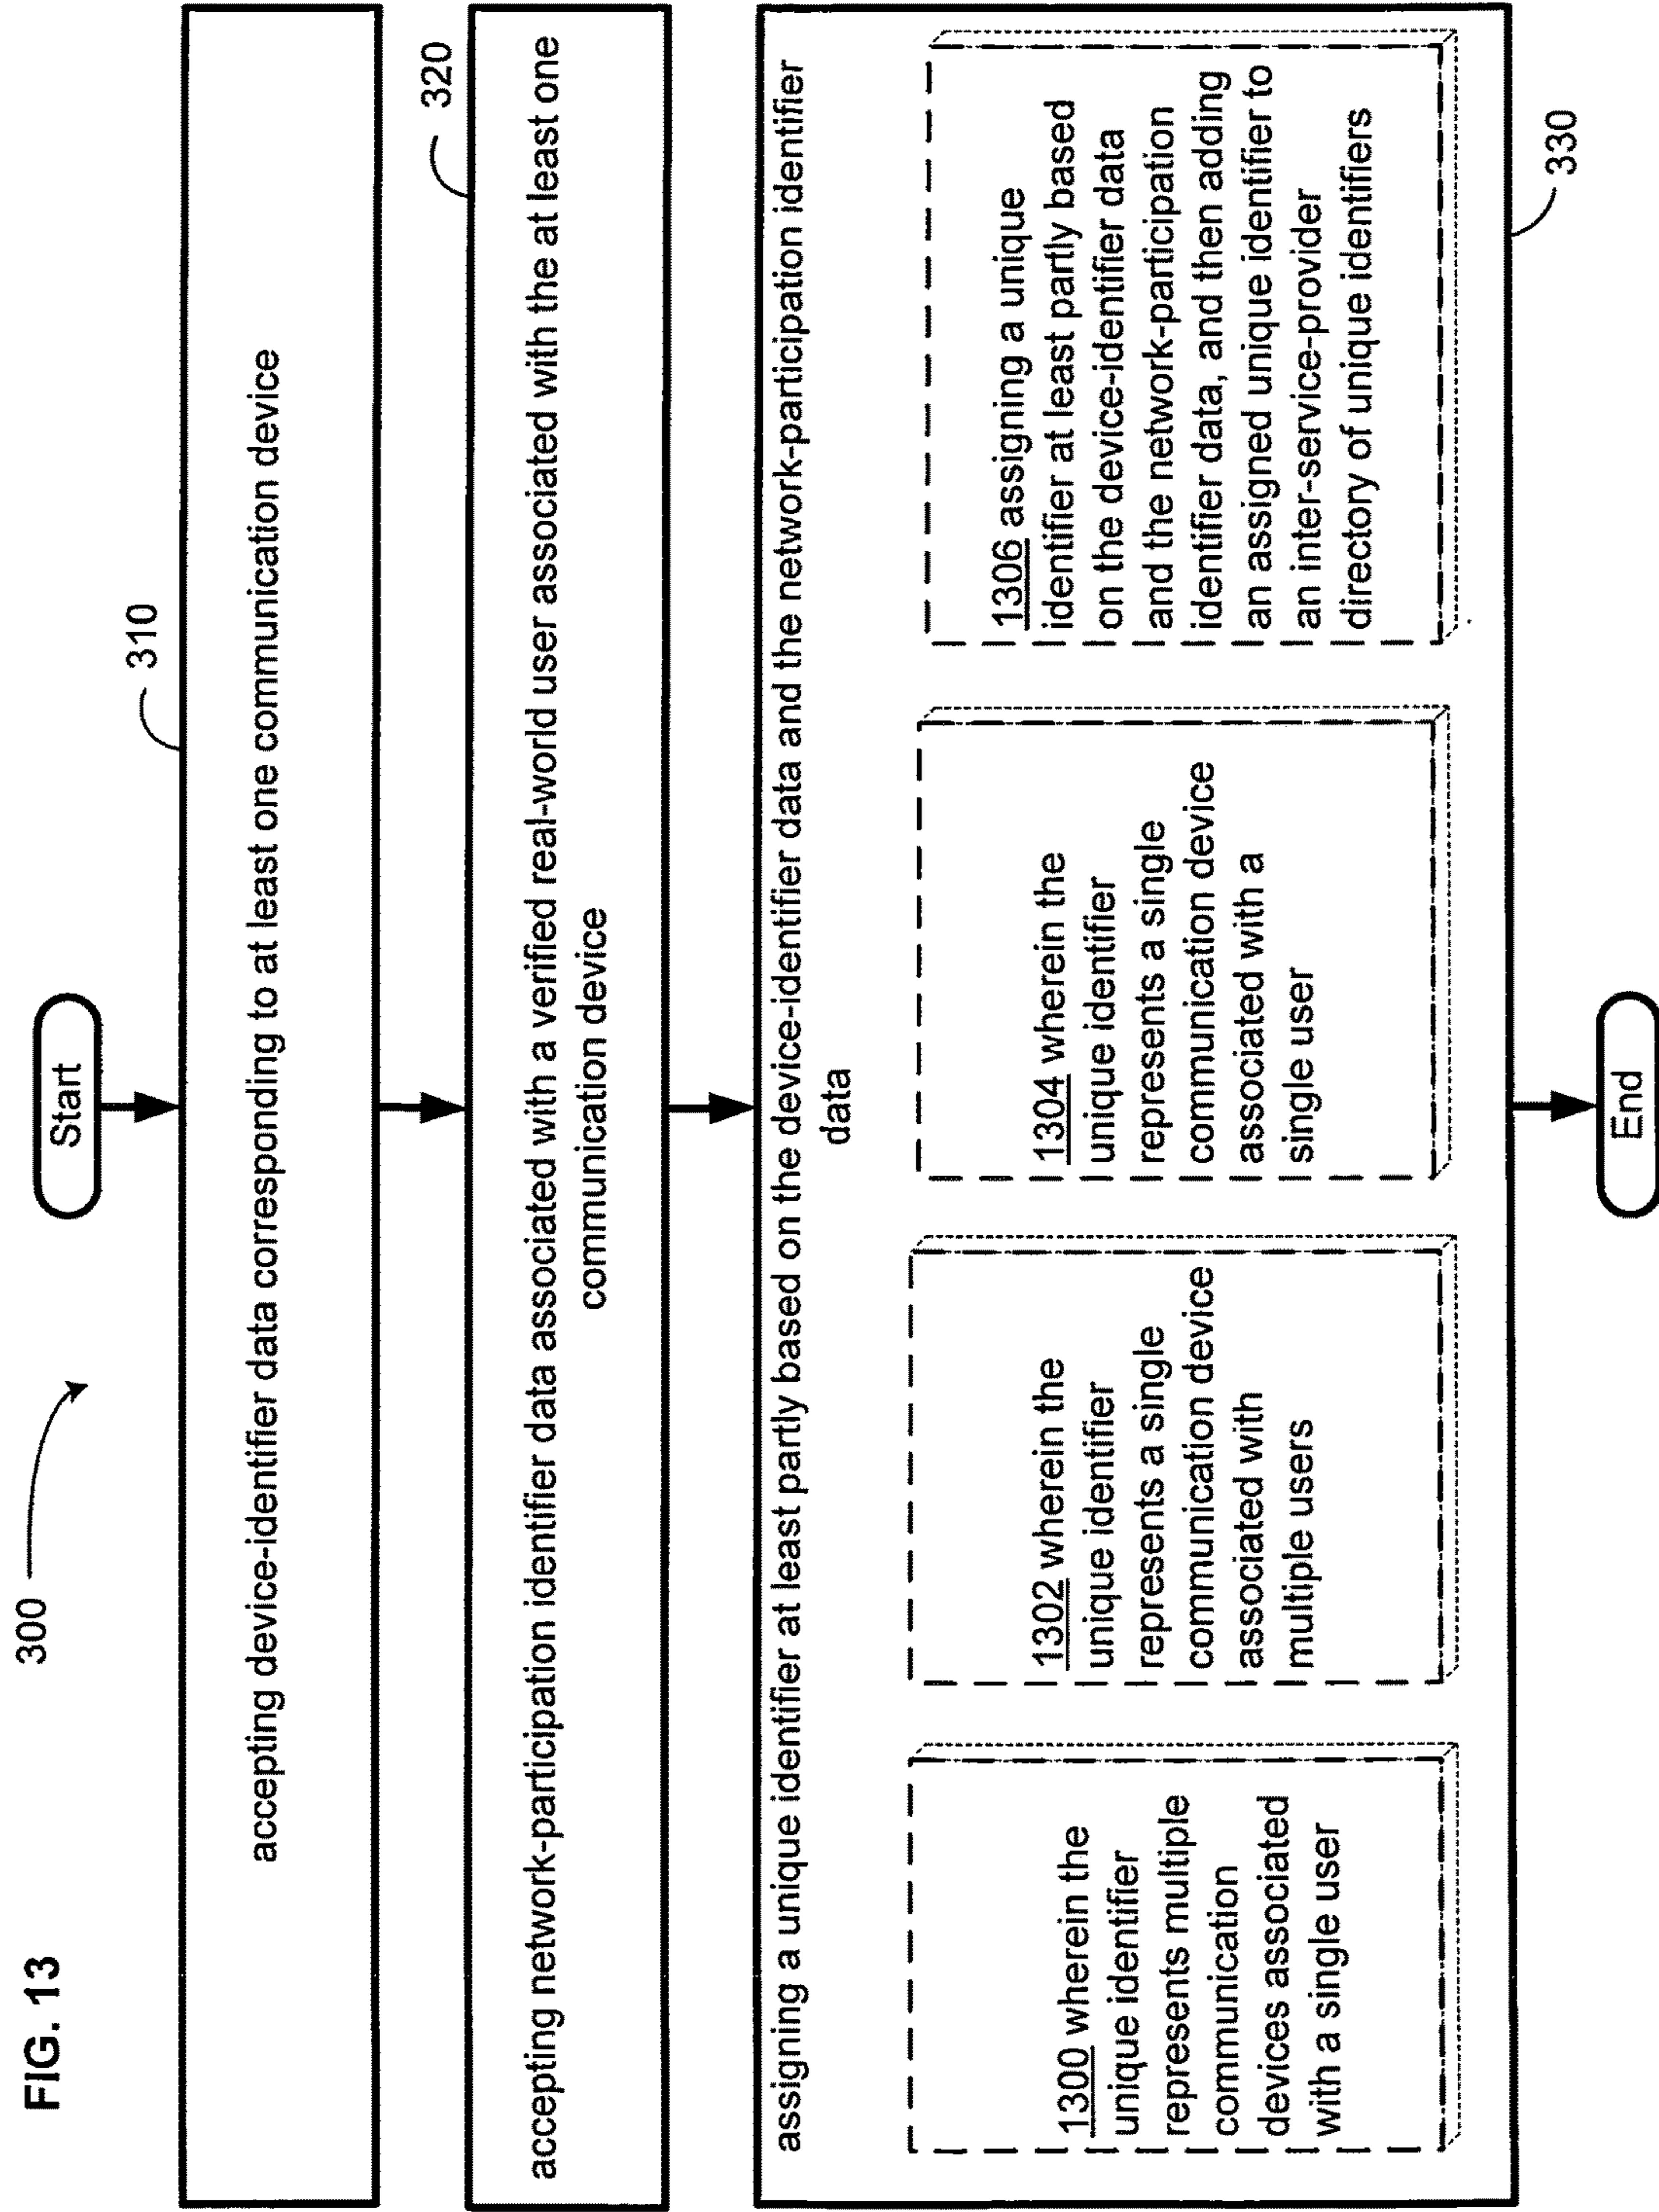 FIG. 13
300
Start
310
accepting device-identifier data corresponding to at least one communication device
320
accepting network-participation identifier data associated with a verified real-world user associated with the at least one
communication device
assigning a unique identifier at least partly based on the device-identifier data and the network-participation identifier
data
1300 wherein the
unique identifier
represents multiple
communication
devices associated
with a single user
1302 wherein the
unique identifier
represents a single
communication device
associated with
multiple users
1304 wherein the
unique identifier
represents a single
communication device
associated with a
single user
1306 assigning a unique
identifier at least partly based
on the device-identifier data
and the network-participation
identifier data, and then adding
an assigned unique identifier to
an inter-service-provider
directory of unique identifiers
330
End